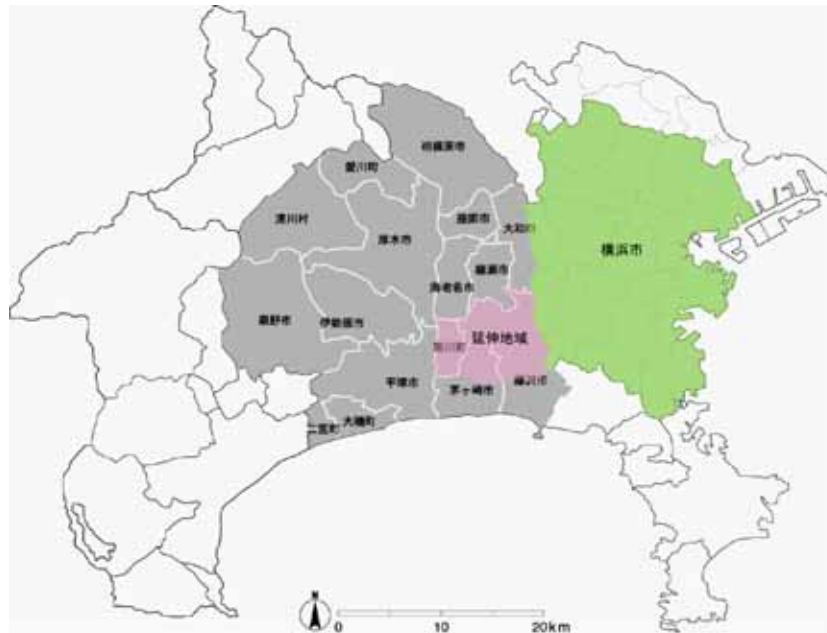 相模原市
愛川町
清川村
座間市
大和市
厚木市
横浜市
綾瀬市
海老名市
秦野市
伊勢原市
延伸地域
寒川町
平塚市
茅ヶ崎市
藤沢市
大磯町
二宮町
N
0 10 20km